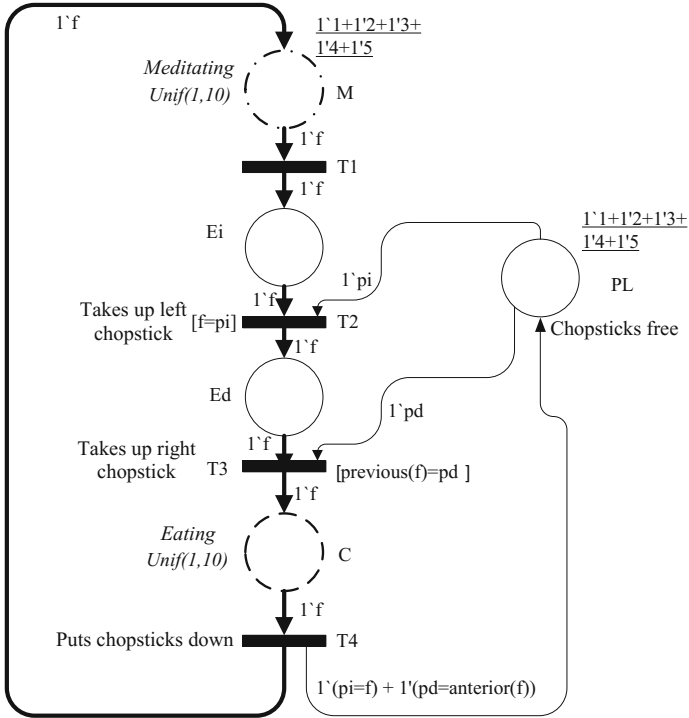 1`f
1`1+1'2+1'3+
1'4+1'5
Meditating
Unif(1,10)
M
1`f
T1
1`f
Ei
1`1+1'2+1'3+
1'4+1'5
PL
1`pi
1`f
Takes up left
chopstick
[f=pi]
T2
Chopsticks free
1`f
Ed
1`pd
1`f
Takes up right
chopstick
T3
[previous(f)=pd ]
1`f
Eating
Unif(1,10)
C
1`f
Puts chopsticks down
T4
1`(pi=f) + 1'(pd=anterior(f))